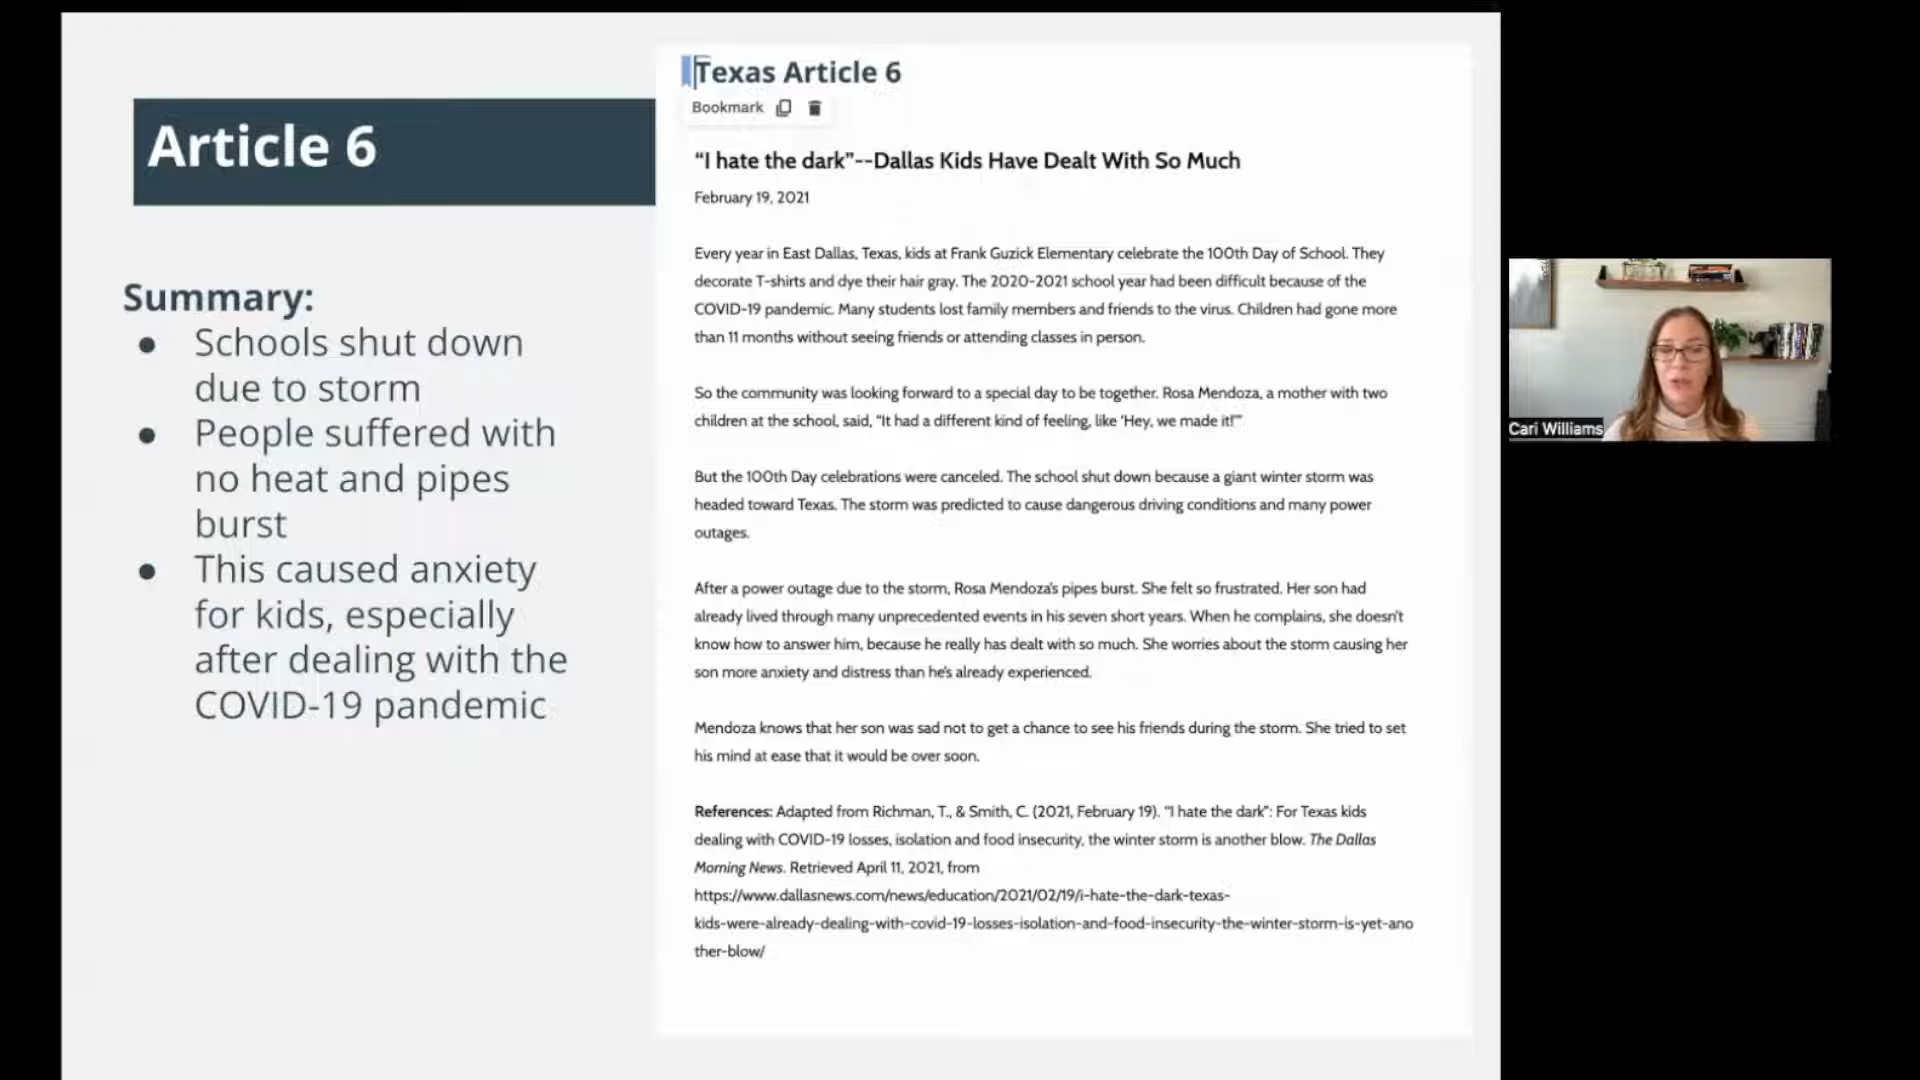 Article 6
Summary:
● Schools shut down
due to storm
● People suffered with
no heat and pipes
burst
● This caused anxiety
for kids, especially
after dealing with the
COVID-19 pandemic
Texas Article 6
Bookmark
“I hate the dark”--Dallas Kids Have Dealt With So Much
February 19, 2021
Every year in East Dallas, Texas, kids at Frank Guzick Elementary celebrate the 100th Day of School. They
decorate T-shirts and dye their hair gray. The 2020-2021 school year had been difficult because of the
COVID-19 pandemic. Many students lost family members and friends to the virus. Children had gone more
than 11 months without seeing friends or attending classes in person.
So the community was looking forward to a special day to be together. Rosa Mendoza, a mother with two
children at the school, said, “It had a different kind of feeling, like ‘Hey, we made it!’”
But the 100th Day celebrations were canceled. The school shut down because a giant winter storm was
headed toward Texas. The storm was predicted to cause dangerous driving conditions and many power
outages.
After a power outage due to the storm, Rosa Mendoza’s pipes burst. She felt so frustrated. Her son had
already lived through many unprecedented events in his seven short years. When he complains, she doesn’t
know how to answer him, because he really has dealt with so much. She worries about the storm causing her
son more anxiety and distress than he’s already experienced.
Mendoza knows that her son was sad not to get a chance to see his friends during the storm. She tried to set
his mind at ease that it would be over soon.
References: Adapted from Richman, T., & Smith, C. (2021, February 19). “I hate the dark”: For Texas kids
dealing with COVID-19 losses, isolation and food insecurity, the winter storm is another blow. The Dallas
Morning News. Retrieved April 11, 2021, from
https://www.dallasnews.com/news/education/2021/02/19/i-hate-the-dark-texas-
kids-were-already-dealing-with-covid-19-losses-isolation-and-food-insecurity-the-winter-storm-is-yet-ano
ther-blow/
Cari Williams